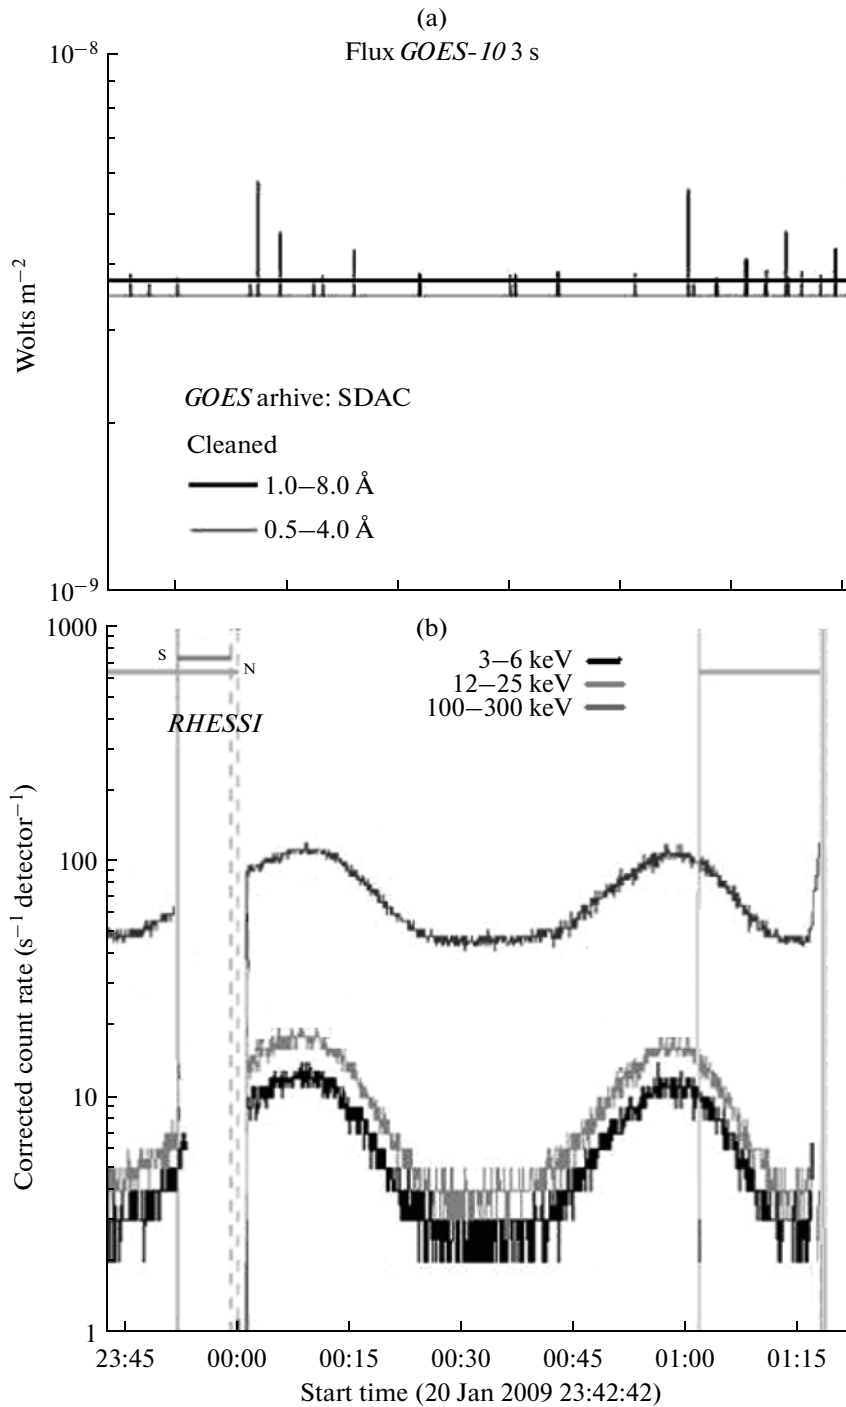 (a)
Flux GOES-10 3 s
10⁻⁸
Wolts m⁻²
GOES arhive: SDAC
Cleaned
1.0–8.0 Å
0.5–4.0 Å
10⁻⁹
(b)
1000
S
N
3–6 keV
12–25 keV
100–300 keV
RHESSI
Corrected count rate (s⁻¹ detector⁻¹)
100
10
1
23:45 00:00 00:15 00:30 00:45 01:00 01:15
Start time (20 Jan 2009 23:42:42)